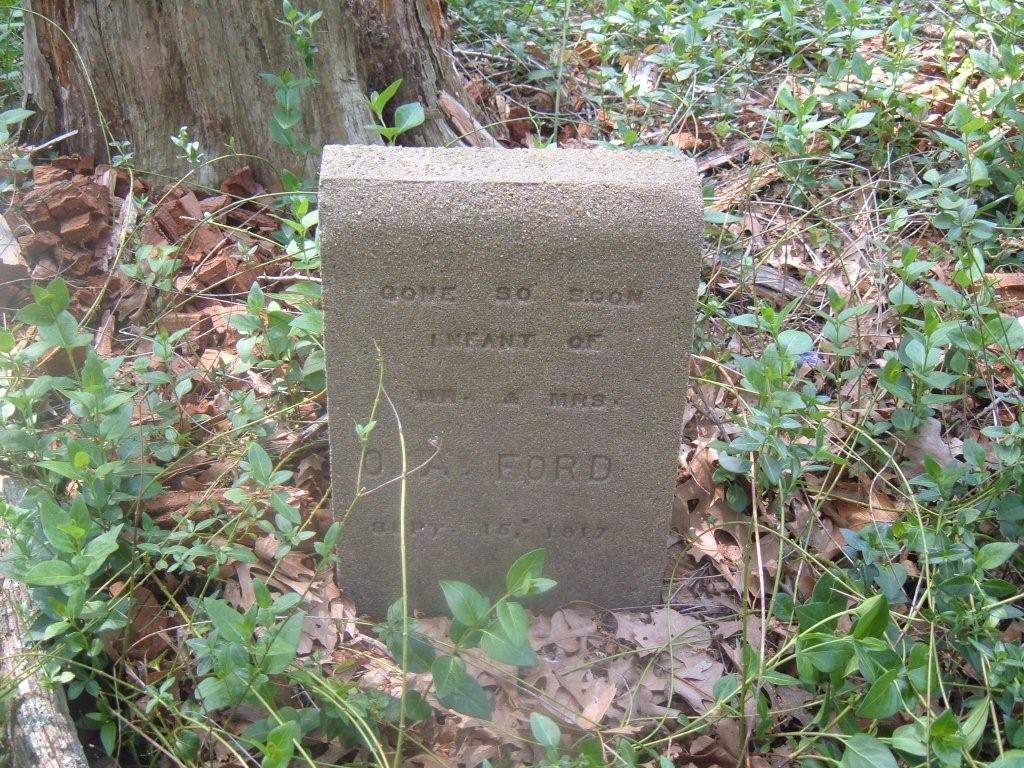 GONE SO SOON
INFANT OF
MR. & MRS.
O. A. FORD
SEPT. 15, 1917